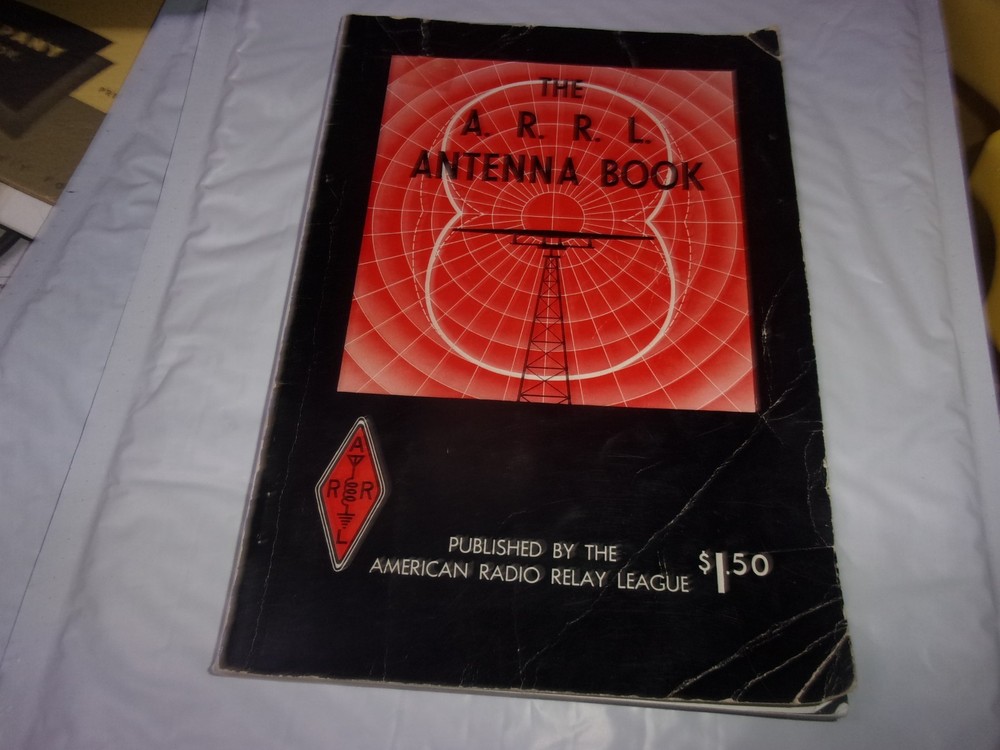 THE
A. R. R. L.
ANTENNA BOOK
A
R R
L
PUBLISHED BY THE
AMERICAN RADIO RELAY LEAGUE $1.50